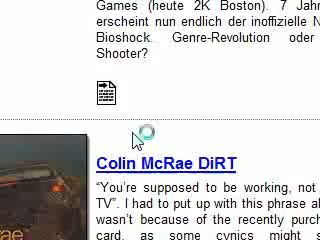 Games (heute 2K Boston). 7 Jahr
erscheint nun endlich der inoffizielle N
Bioshock. Genre-Revolution oder
Shooter?
Colin McRae DiRT
“You’re supposed to be working, not
TV”. I had to put up with this phrase al
wasn’t because of the recently purch
card, as some cynics might s